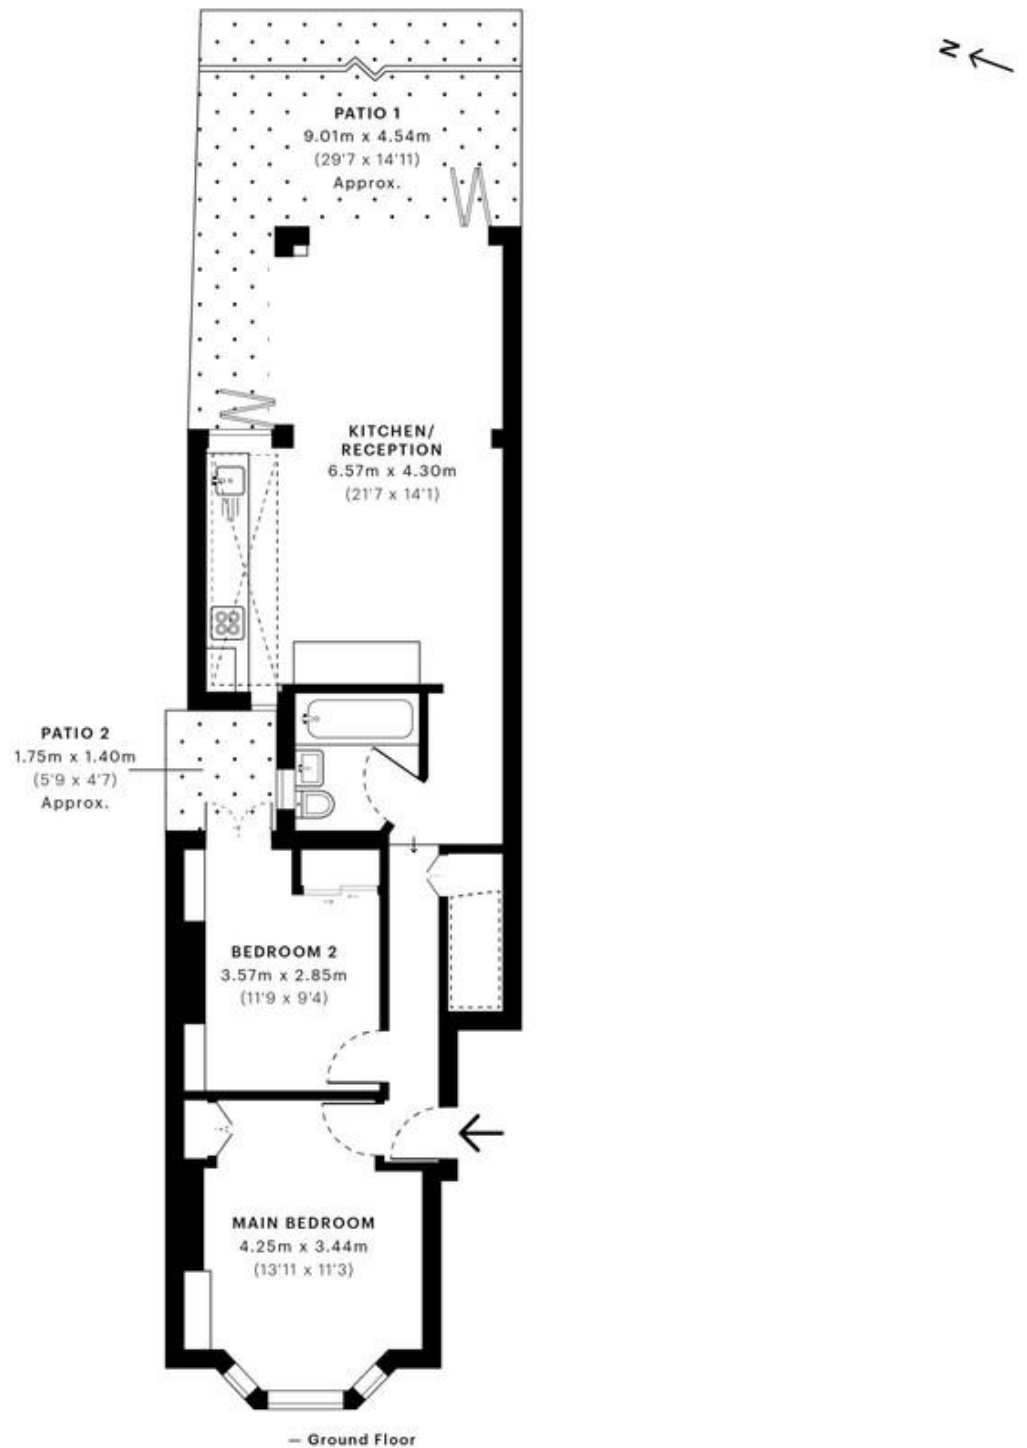 N
PATIO 1
9.01m x 4.54m
(29'7 x 14'11)
Approx.
KITCHEN/
RECEPTION
6.57m x 4.30m
(21'7 x 14'1)
PATIO 2
1.75m x 1.40m
(5'9 x 4'7)
Approx.
BEDROOM 2
3.57m x 2.85m
(11'9 x 9'4)
MAIN BEDROOM
4.25m x 3.44m
(13'11 x 11'3)
— Ground Floor